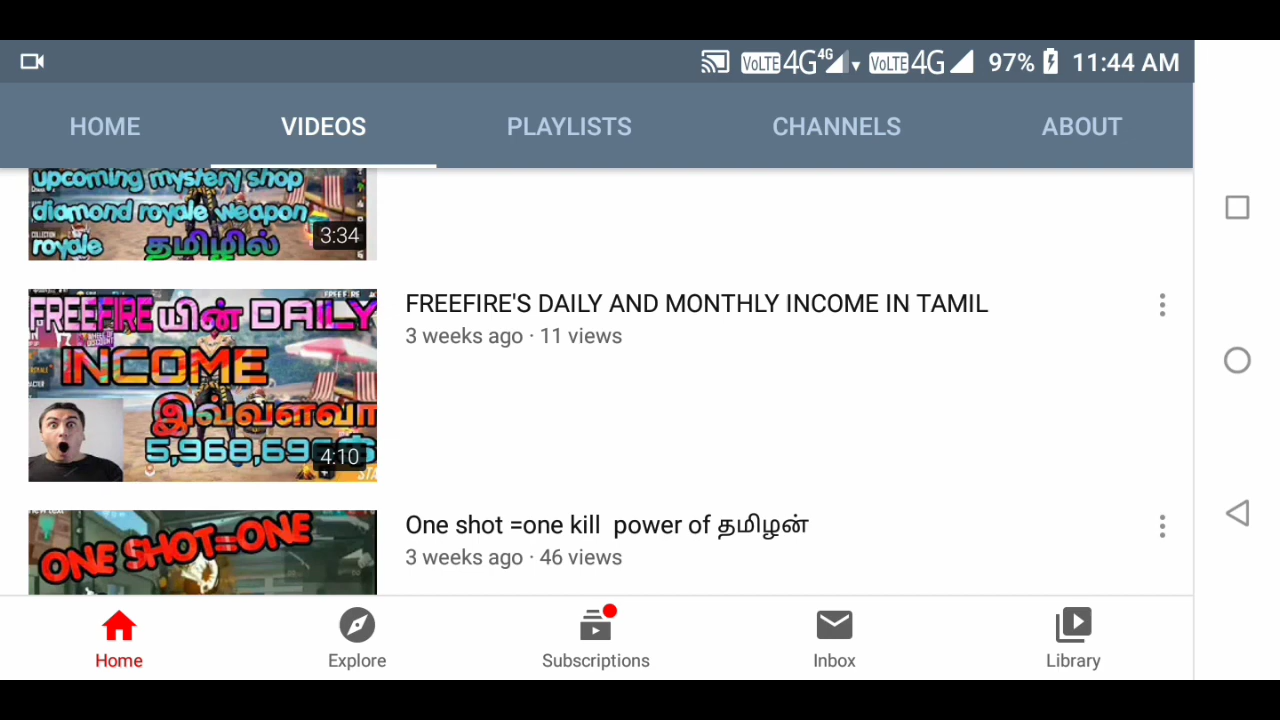 VoLTE 4G 4G VoLTE 4G 97% 11:44 AM
HOME VIDEOS PLAYLISTS CHANNELS ABOUT
upcoming mystery shop
diamond royale weapon
royale தமிழில்
3:34
FREEFIRE யின் DAILY
INCOME
இவ்வளவா
5,968,695$
4:10
FREEFIRE'S DAILY AND MONTHLY INCOME IN TAMIL
3 weeks ago · 11 views
ONE SHOT=ONE
One shot =one kill power of தமிழன்
3 weeks ago · 46 views
Home Explore Subscriptions Inbox Library